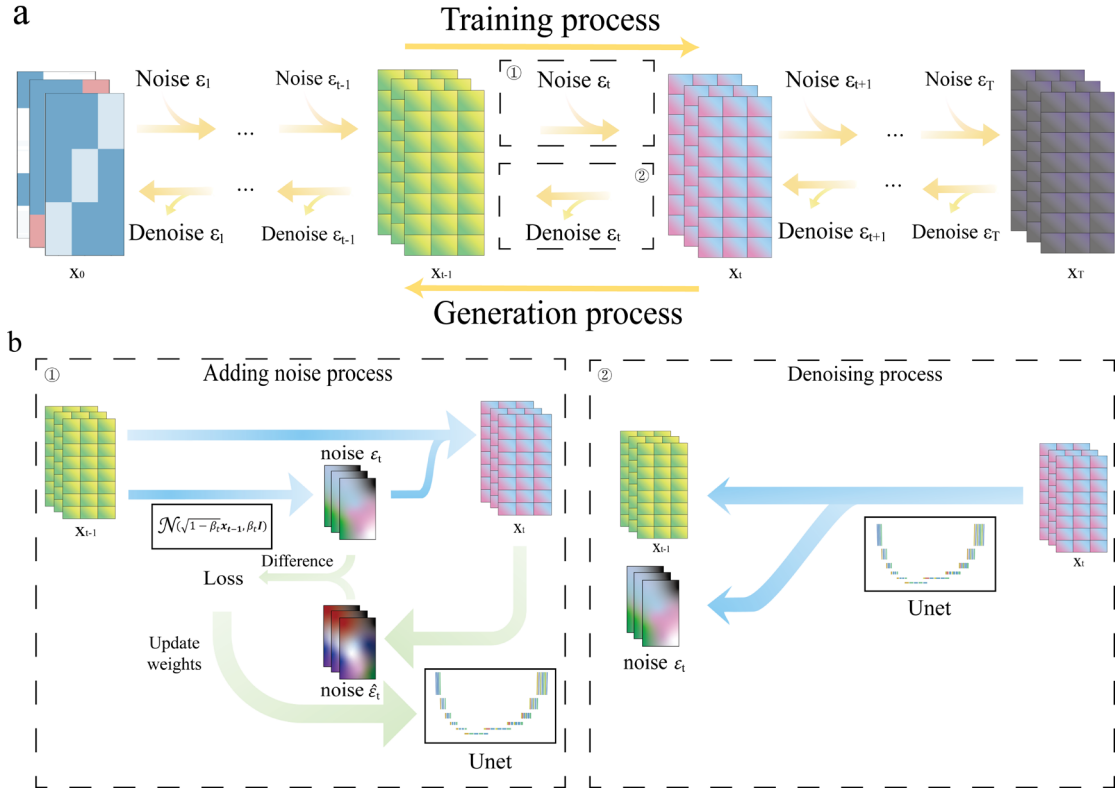 a
Training process
Noise ε1
Noise εt-1
①
Noise εt
Noise εt+1
Noise εT
...
...
...
...
②
Denoise ε1
Denoise εt-1
Denoise εt
Denoise εt+1
Denoise εT
x0
xt-1
xt
xT
Generation process
b
①
Adding noise process
noise εt
𝒩(√1 − βt xt−1, βt I)
xt-1
xt
Difference
Loss
Update
weights
noise ε̂t
Unet
②
Denoising process
xt-1
xt
Unet
noise εt